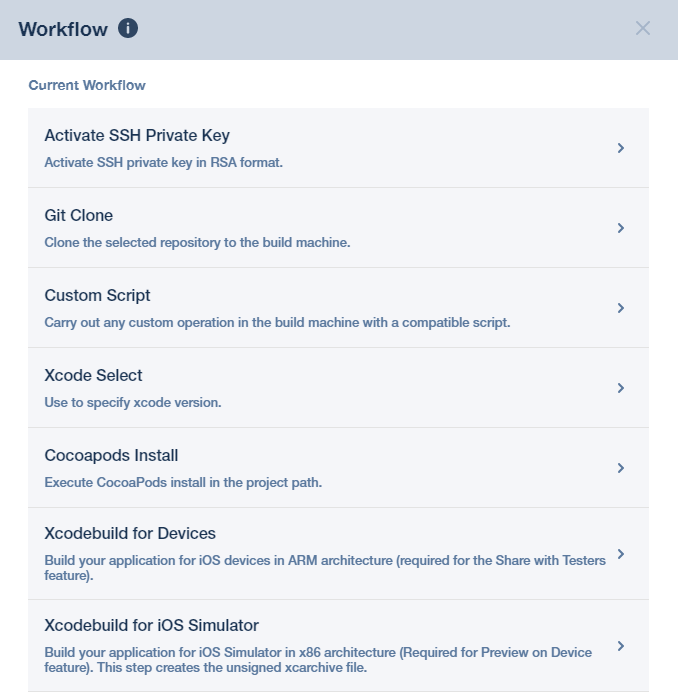 Workflow
Current Workflow
Activate SSH Private Key
Activate SSH private key in RSA format.
Git Clone
Clone the selected repository to the build machine.
Custom Script
Carry out any custom operation in the build machine with a compatible script.
Xcode Select
Use to specify xcode version.
Cocoapods Install
Execute CocoaPods install in the project path.
Xcodebuild for Devices
Build your application for iOS devices in ARM architecture (required for the Share with Testers
feature).
Xcodebuild for iOS Simulator
Build your application for iOS Simulator in x86 architecture (Required for Preview on Device
feature). This step creates the unsigned xcarchive file.